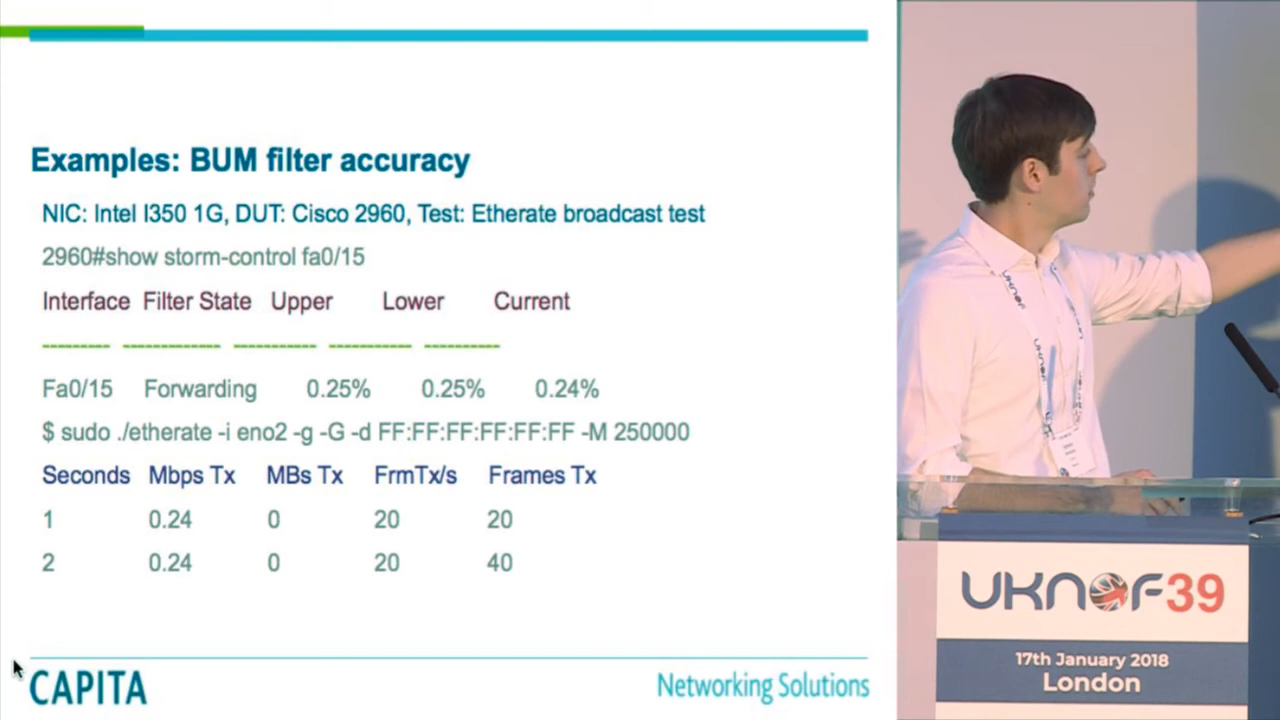 Examples: BUM filter accuracy
NIC: Intel I350 1G, DUT: Cisco 2960, Test: Etherate broadcast test
2960#show storm-control fa0/15
Interface Filter State Upper Lower Current
--------- ------------- ----------- ----------- ----------
Fa0/15 Forwarding 0.25% 0.25% 0.24%
$ sudo ./etherate -i eno2 -g -G -d FF:FF:FF:FF:FF:FF -M 250000
Seconds Mbps Tx MBs Tx FrmTx/s Frames Tx
1 0.24 0 20 20
2 0.24 0 20 40
CAPITA
Networking Solutions
UKNOF
UKNOF39
17th January 2018
London